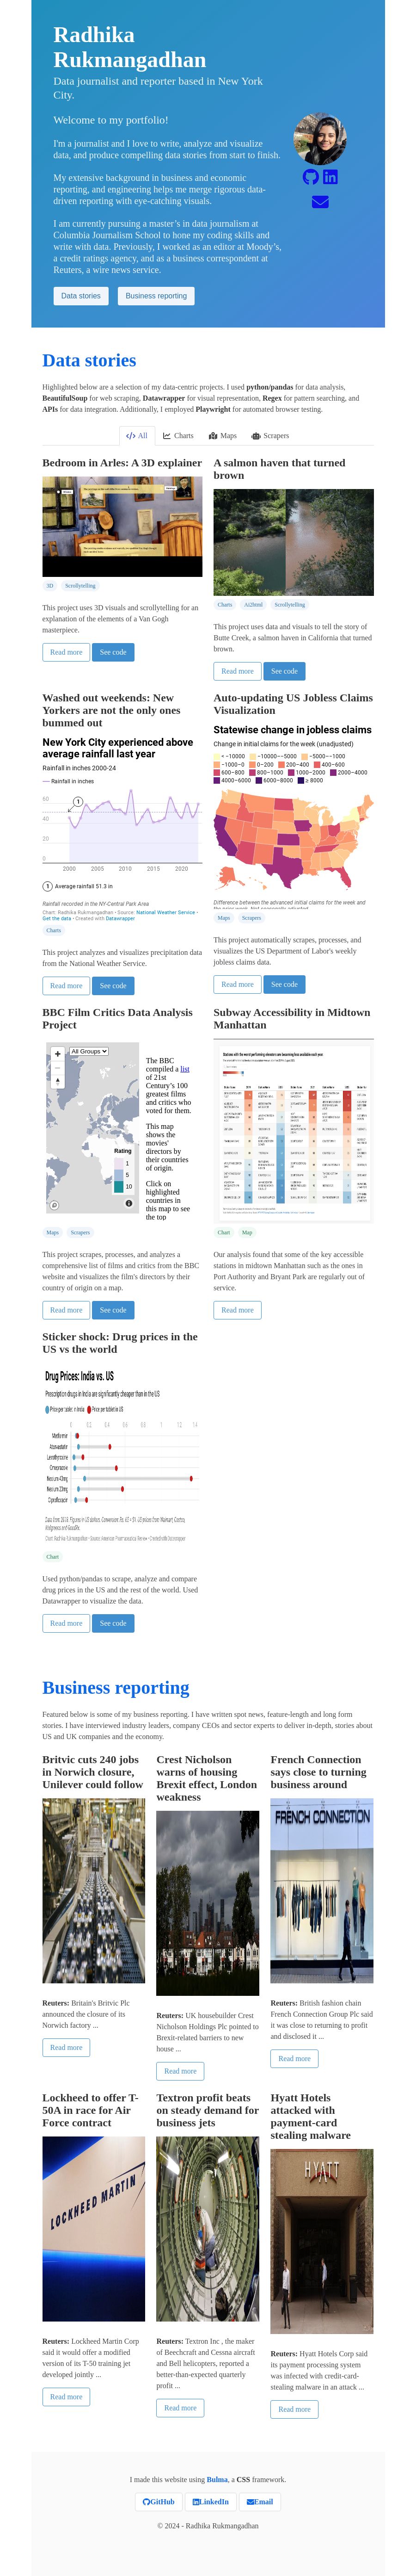 Radhika
Rukmangadhan
Data journalist and reporter based in New York
City.
Welcome to my portfolio!
I'm a journalist and I love to write, analyze and visualize
data, and produce compelling data stories from start to finish.
My extensive background in business and economic
reporting, and engineering helps me merge rigorous data-
driven reporting with eye-catching visuals.
I am currently pursuing a master's in data journalism at
Columbia Journalism School to hone my coding skills and
write with data. Previously, I worked as an editor at Moody's,
a credit ratings agency, and as a business correspondent at
Reuters, a wire news service.
Data stories
Business reporting
Data stories
Highlighted below are a selection of my data-centric projects. I used python/pandas for data analysis,
BeautifulSoup for web scraping, Datawrapper for visual representation, Regex for pattern searching, and
APIs for data integration. Additionally, I employed Playwright for automated browser testing.
All
Charts
Maps
Scrapers
Bedroom in Arles: A 3D explainer
3D
Scrollytelling
This project uses 3D visuals and scrollytelling for an
explanation of the elements of a Van Gogh
masterpiece.
Read more
See code
A salmon haven that turned
brown
Charts
Ai2html
Scrollytelling
This project uses data and visuals to tell the story of
Butte Creek, a salmon haven in California that turned
brown.
Read more
See code
Washed out weekends: New
Yorkers are not the only ones
bummed out
New York City experienced above
average rainfall last year
Rainfall in inches 2000-24
Rainfall in inches
60
40
20
0
1
2000
2005
2010
2015
2020
1 Average rainfall 51.3 in
Rainfall recorded in the NY-Central Park Area
Chart: Radhika Rukmangadhan • Source: National Weather Service •
Get the data • Created with Datawrapper
Charts
This project analyzes and visualizes precipitation data
from the National Weather Service.
Read more
See code
Auto-updating US Jobless Claims
Visualization
Statewise change in jobless claims
Change in initial claims for the week (unadjusted)
< −10000
−10000–−5000
−5000–−1000
−1000–0
0–200
200–400
400–600
600–800
800–1000
1000–2000
2000–4000
4000–6000
6000–8000
≥ 8000
Difference between the advanced initial claims for the week and
Maps
Scrapers
This project automatically scrapes, processes, and
visualizes the US Department of Labor's weekly
jobless claims data.
Read more
See code
BBC Film Critics Data Analysis
Project
All Groups
The BBC
compiled a list
of 21st
Century's 100
greatest films
and critics who
voted for them.
This map
shows the
movies'
directors by
their countries
of origin.
Click on
highlighted
countries in
this map to see
the top
Rating
1
5
10
Maps
Scrapers
This project scrapes, processes, and analyzes a
comprehensive list of films and critics from the BBC
website and visualizes the film's directors by their
country of origin on a map.
Read more
See code
Subway Accessibility in Midtown
Manhattan
Chart
Map
Our analysis found that some of the key accessible
stations in midtown Manhattan such as the ones in
Port Authority and Bryant Park are regularly out of
service.
Read more
Sticker shock: Drug prices in the
US vs the world
Drug Prices: India vs. US
Prescription drugs in India are significantly cheaper than in the US
Price per tablet in India
Price per tablet in US
0
0.2
0.4
0.6
0.8
1
1.2
1.4
Metformin
Atorvastatin
Levothyroxine
Omeprazole
Ciprofloxacin
Chart
Used python/pandas to scrape, analyze and compare
drug prices in the US and the rest of the world. Used
Datawrapper to visualize the data.
Read more
See code
Business reporting
Featured below is some of my business reporting. I have written spot news, feature-length and long form
stories. I have interviewed industry leaders, company CEOs and sector experts to deliver in-depth, stories about
US and UK companies and the economy.
Britvic cuts 240 jobs
in Norwich closure,
Unilever could follow
Reuters: Britain's Britvic Plc
announced the closure of its
Norwich factory ...
Read more
Crest Nicholson
warns of housing
Brexit effect, London
weakness
Reuters: UK housebuilder Crest
Nicholson Holdings Plc pointed to
Brexit-related barriers to new
house ...
Read more
French Connection
says close to turning
business around
FRENCH CONNECTION
Reuters: British fashion chain
French Connection Group Plc said
it was close to returning to profit
and disclosed it ...
Read more
Lockheed to offer T-
50A in race for Air
Force contract
LOCKHEED MARTIN
Reuters: Lockheed Martin Corp
said it would offer a modified
version of its T-50 training jet
developed jointly ...
Read more
Textron profit beats
on steady demand for
business jets
Reuters: Textron Inc , the maker
of Beechcraft and Cessna aircraft
and Bell helicopters, reported a
better-than-expected quarterly
profit ...
Read more
Hyatt Hotels
attacked with
payment-card
stealing malware
HYATT
Reuters: Hyatt Hotels Corp said
its payment processing system
was infected with credit-card-
stealing malware in an attack ...
Read more
I made this website using Bulma, a CSS framework.
GitHub
LinkedIn
Email
© 2024 - Radhika Rukmangadhan